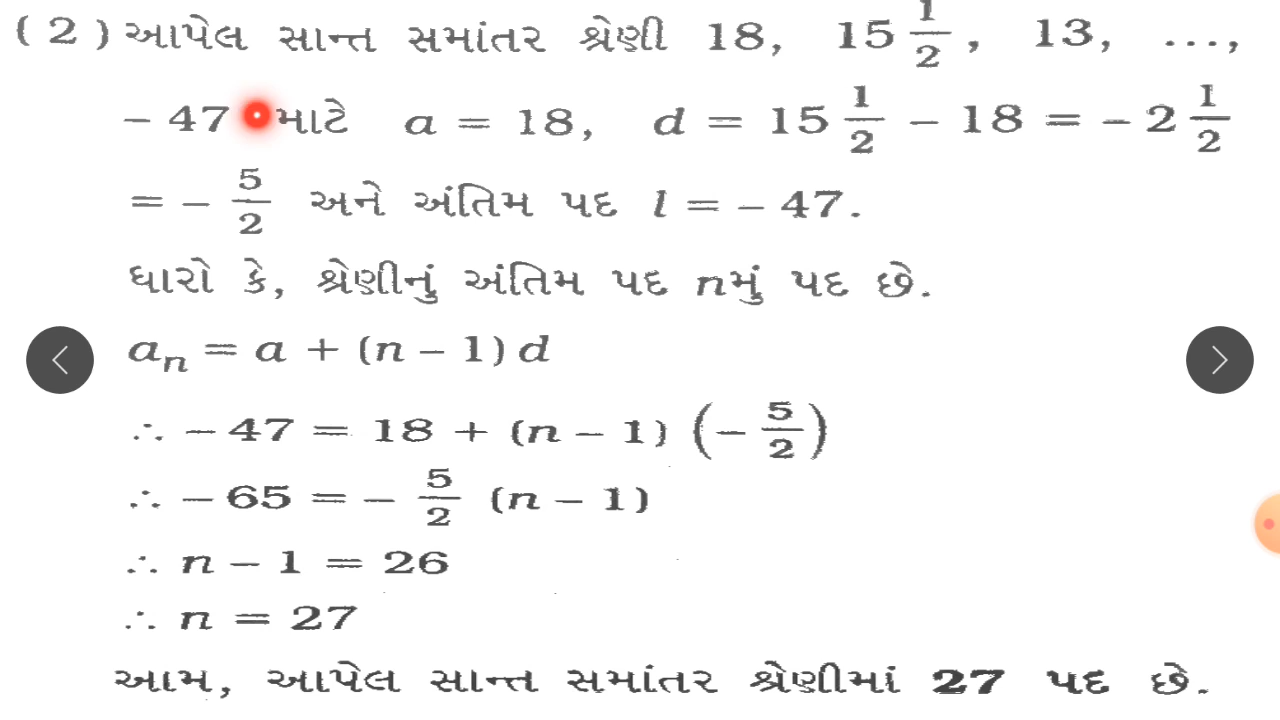 ( 2 ) આપેલ સાન્ત સમાંતર શ્રેણી 18, 15 1/2, 13, ...,
– 47 માટે a = 18, d = 15 1/2 – 18 = – 2 1/2
= – 5/2 અને અંતિમ પદ l = – 47.
ધારો કે, શ્રેણીનું અંતિમ પદ nમું પદ છે.
aₙ = a + (n – 1) d
∴ – 47 = 18 + (n – 1) (– 5/2)
∴ – 65 = – 5/2 (n – 1)
∴ n – 1 = 26
∴ n = 27
આમ, આપેલ સાન્ત સમાંતર શ્રેણીમાં 27 પદ છે.